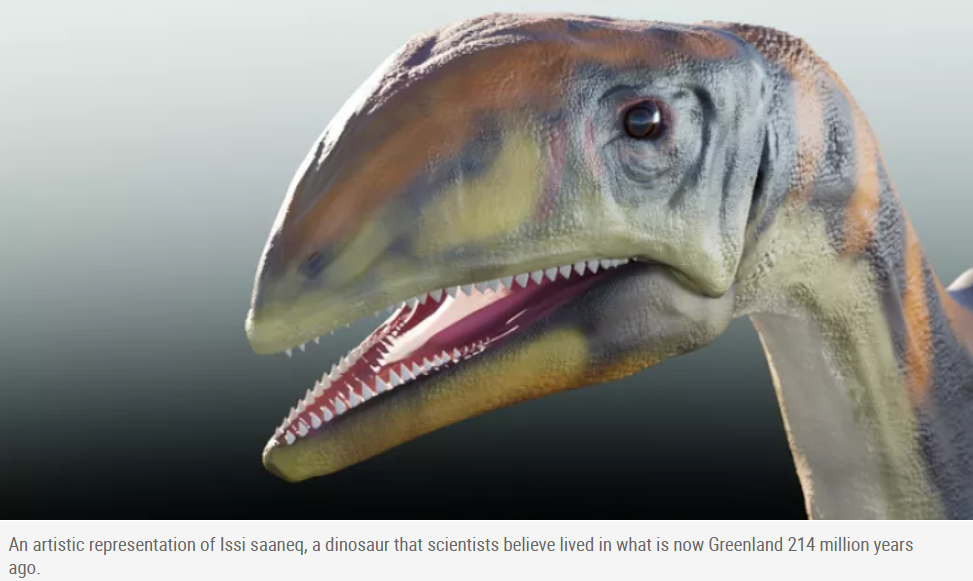 An artistic representation of Issi saaneq, a dinosaur that scientists believe lived in what is now Greenland 214 million years
ago.